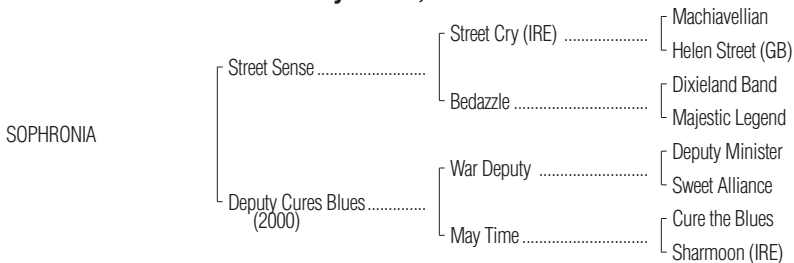 Machiavellian
Street Cry (IRE) ....................
Helen Street (GB)
Street Sense ..........................
Dixieland Band
Bedazzle ...................................
Majestic Legend
SOPHRONIA
Deputy Minister
War Deputy ..........................
Sweet Alliance
Deputy Cures Blues ..............
(2000)
Cure the Blues
May Time ..............................
Sharmoon (IRE)